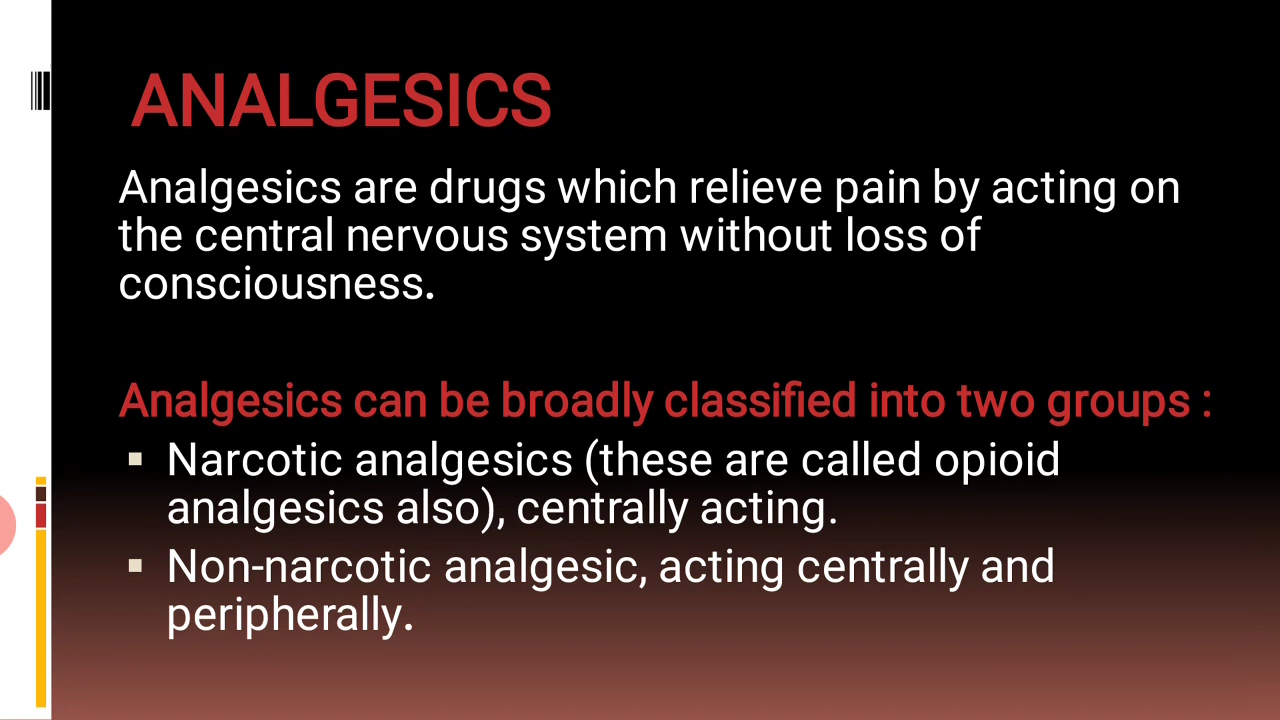 ANALGESICS
Analgesics are drugs which relieve pain by acting on
the central nervous system without loss of
consciousness.
Analgesics can be broadly classified into two groups :
▪ Narcotic analgesics (these are called opioid
analgesics also), centrally acting.
▪ Non-narcotic analgesic, acting centrally and
peripherally.